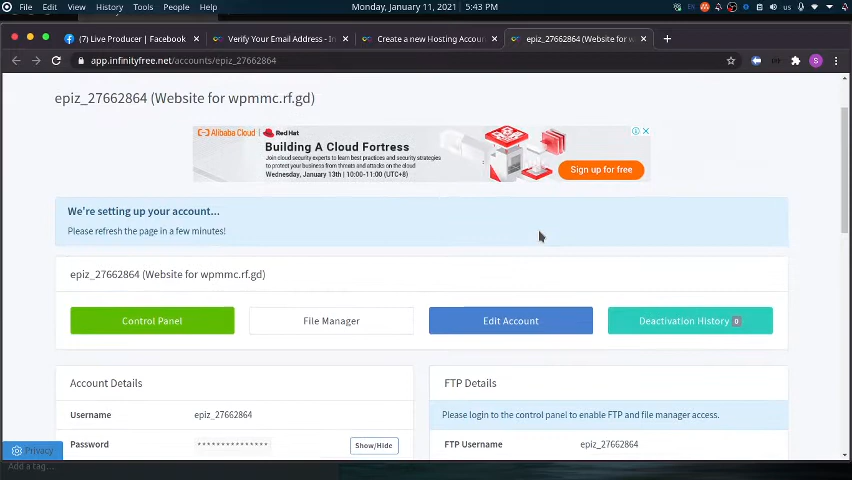 File Edit View History Tools People Help
Monday, January 11, 2021 5:43 PM
(7) Live Producer | Facebook
Verify Your Email Address - In
Create a new Hosting Accoun
epiz_27662864 (Website for w
app.infinityfree.net/accounts/epiz_27662864
epiz_27662864 (Website for wpmmc.rf.gd)
Alibaba Cloud Red Hat
Building A Cloud Fortress
Join cloud security experts to learn best practices and security strategies
to protect your business from threats and attacks on the cloud
Wednesday, January 13th | 10:00-11:00 (UTC+8)
Sign up for free
We're setting up your account...
Please refresh the page in a few minutes!
epiz_27662864 (Website for wpmmc.rf.gd)
Control Panel
File Manager
Edit Account
Deactivation History 0
Account Details
Username epiz_27662864
Password *************** Show/Hide
FTP Details
Please login to the control panel to enable FTP and file manager access.
FTP Username epiz_27662864
Privacy
Add a tag...